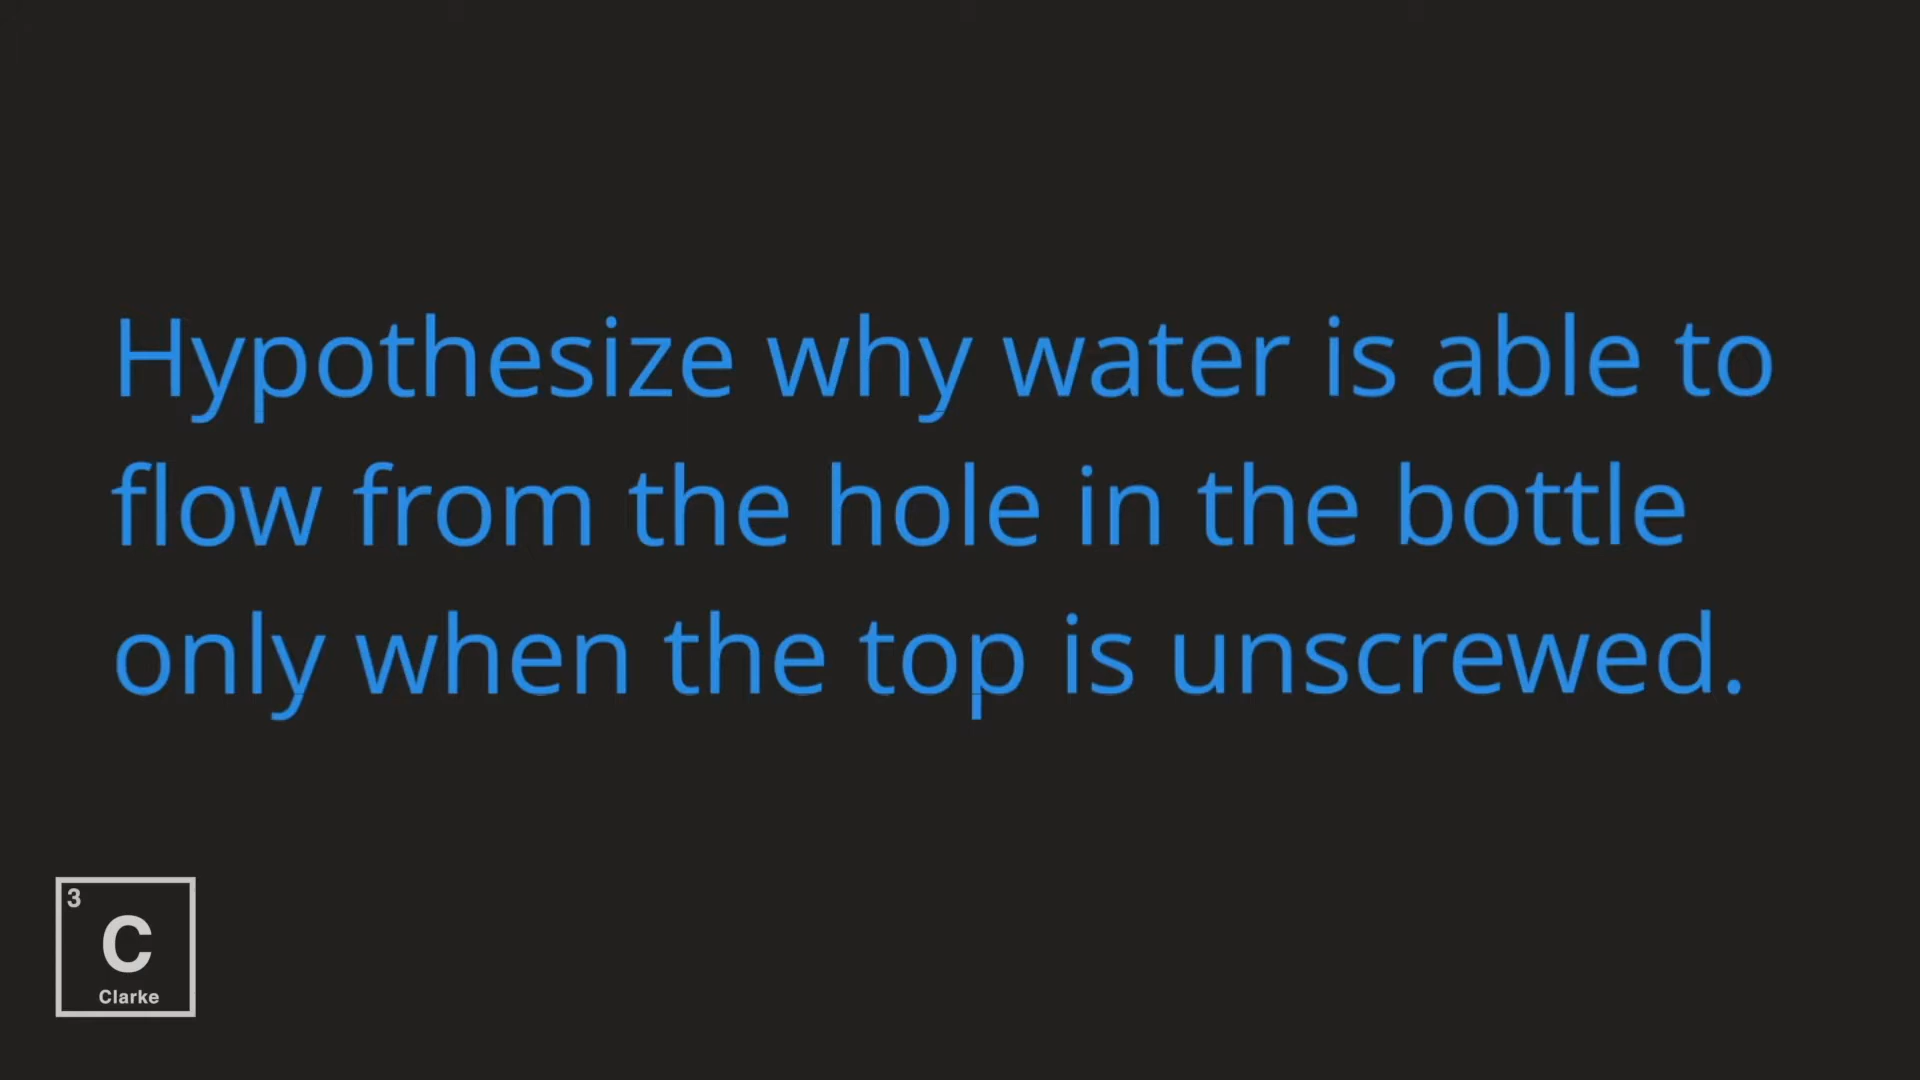 Hypothesize why water is able to
flow from the hole in the bottle
only when the top is unscrewed.
3
C
Clarke